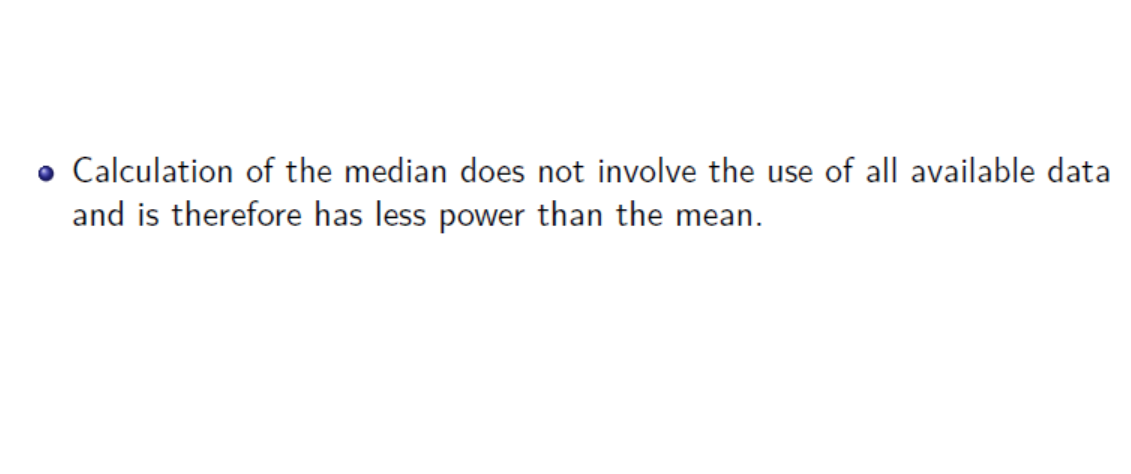 Calculation of the median does not involve the use of all available data
and is therefore has less power than the mean.